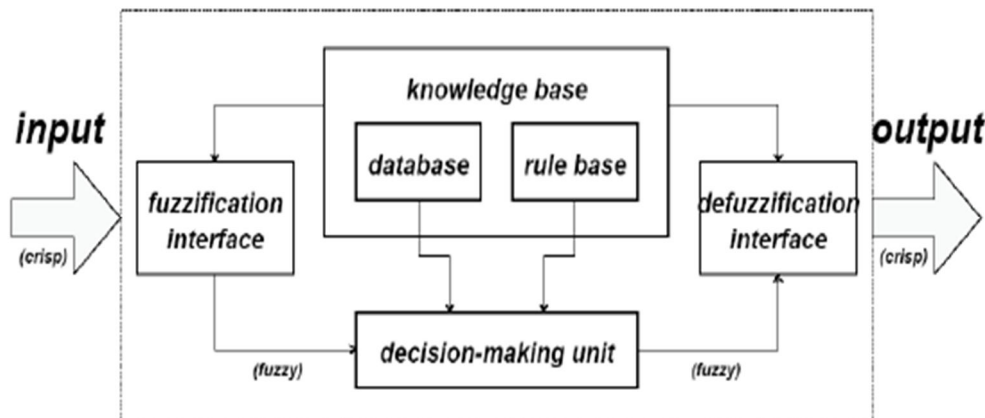 knowledge base
input
output
database
rule base
fuzzification
interface
defuzzification
interface
(crisp)
(crisp)
decision-making unit
(fuzzy)
(fuzzy)